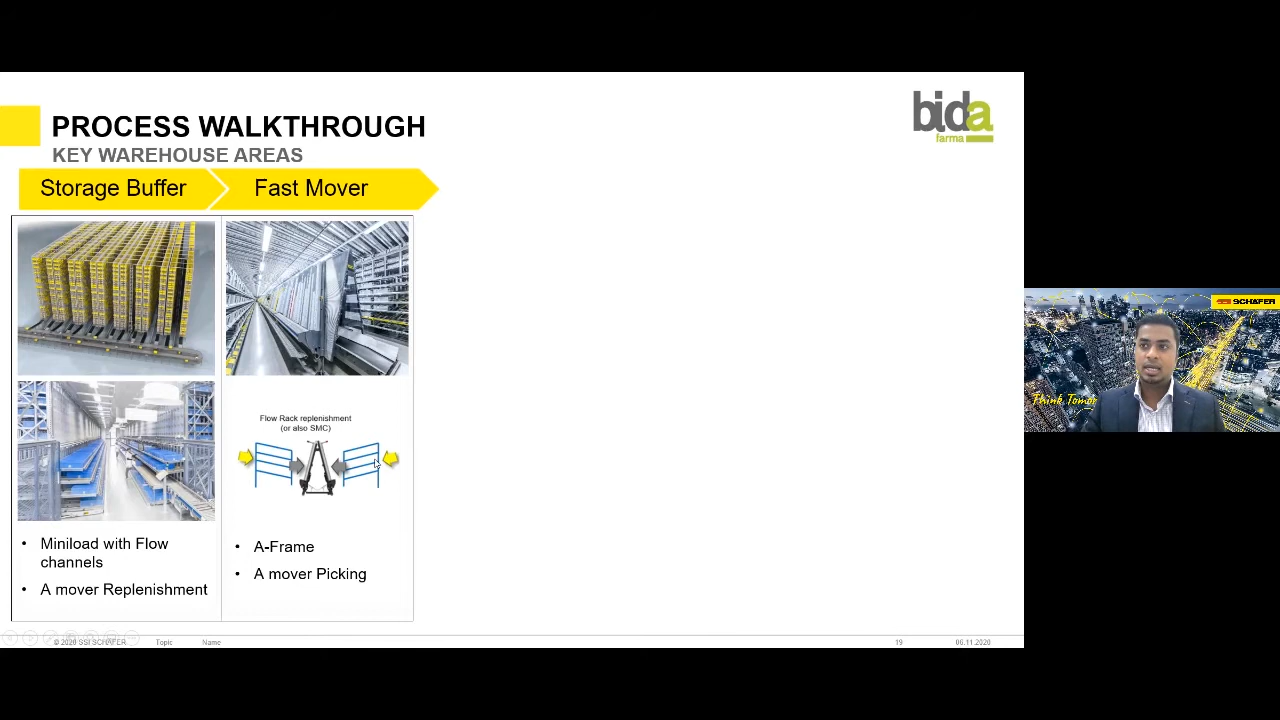 PROCESS WALKTHROUGH
KEY WAREHOUSE AREAS
bida
farma
Storage Buffer
Fast Mover
Flow Rack replenishment
(or also SMC)
• Miniload with Flow
channels
• A mover Replenishment
• A-Frame
• A mover Picking
SCHÄFER
Think Tomor
© 2020 SSI SCHÄFER
Topic
Name
19
06.11.2020